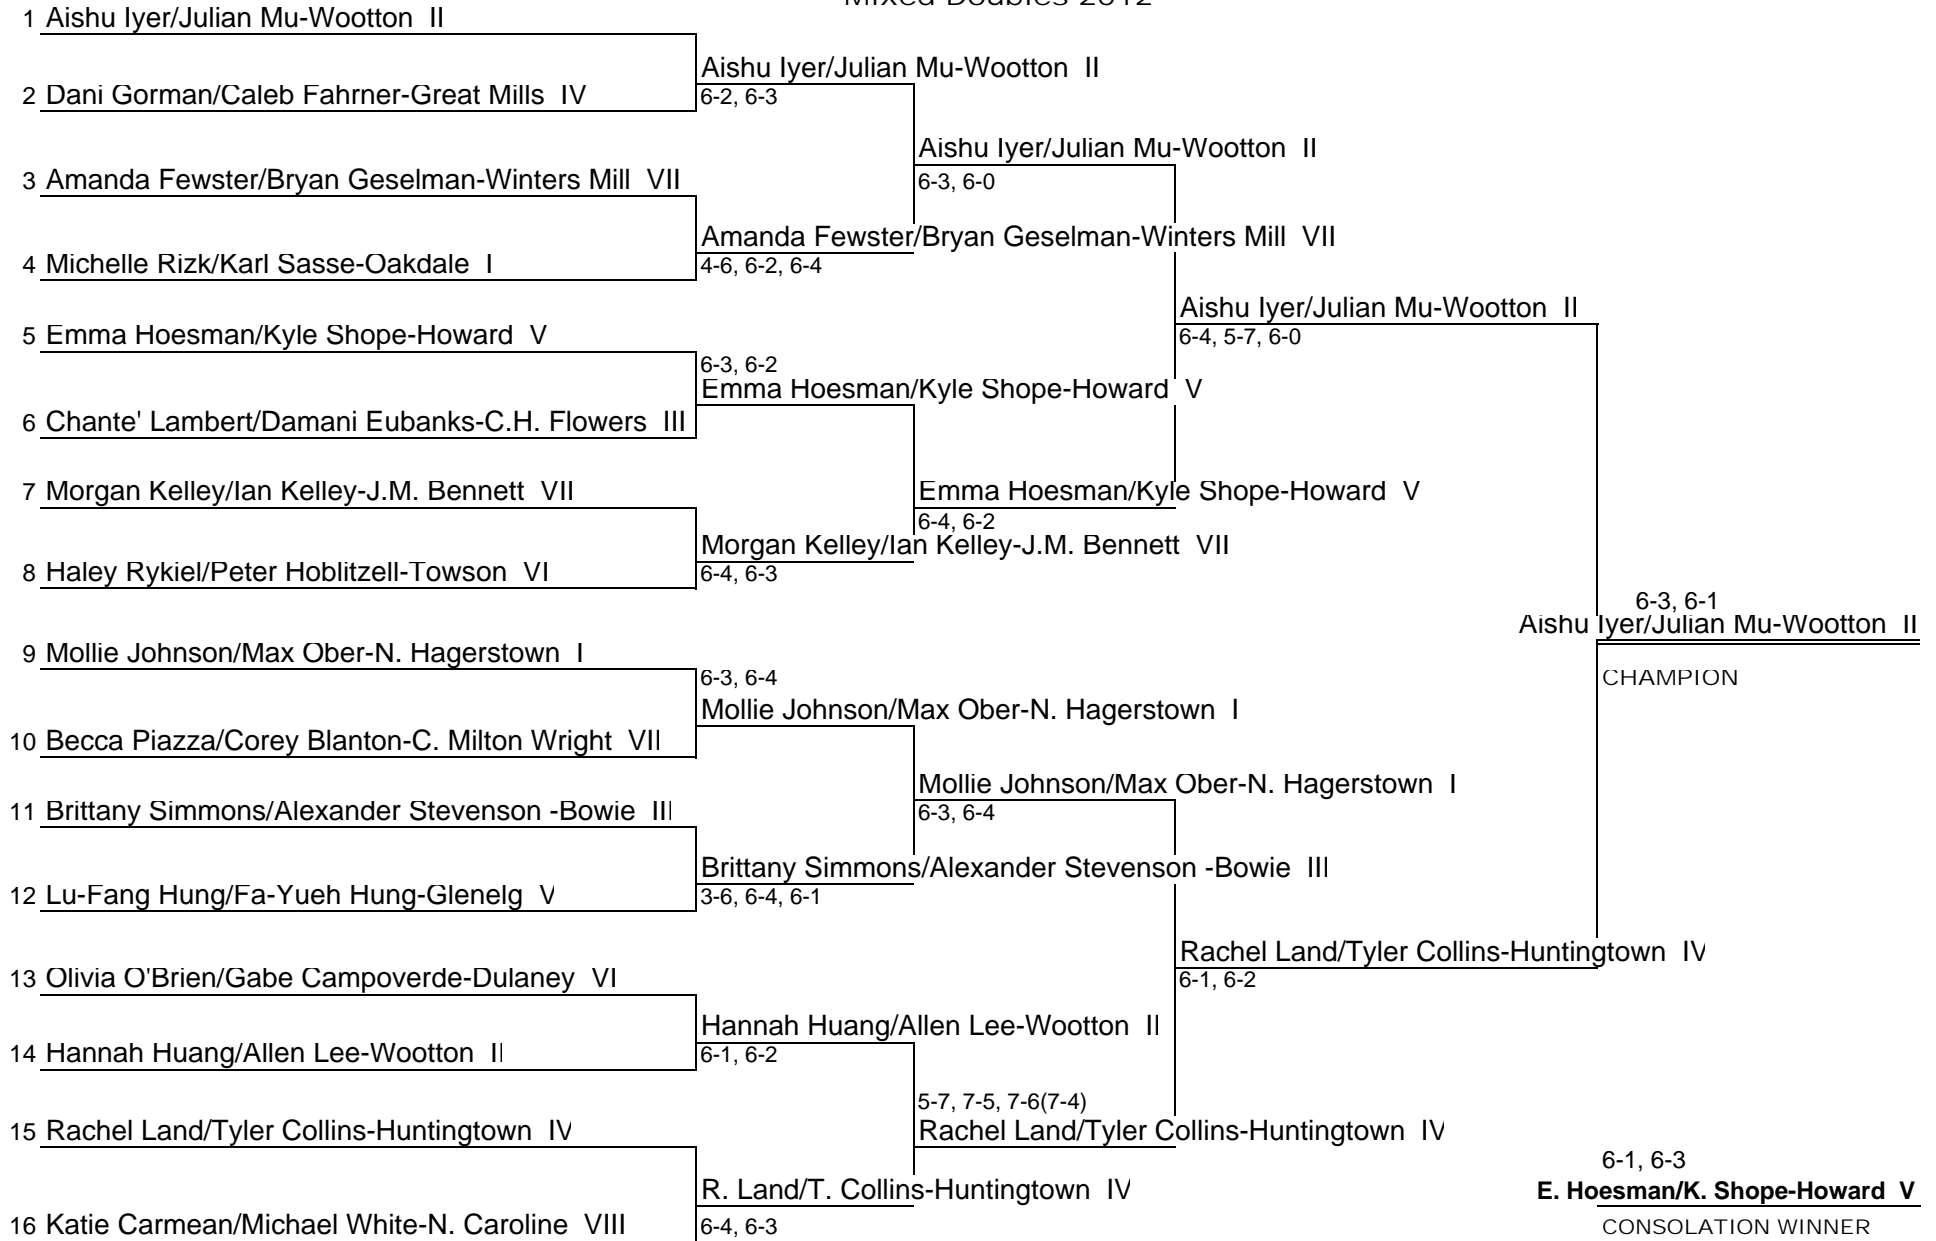 Mixed Doubles 2012
1 Aishu Iyer/Julian Mu-Wootton II
Aishu Iyer/Julian Mu-Wootton II
2 Dani Gorman/Caleb Fahrner-Great Mills IV
6-2, 6-3
Aishu Iyer/Julian Mu-Wootton II
3 Amanda Fewster/Bryan Geselman-Winters Mill VII
6-3, 6-0
Amanda Fewster/Bryan Geselman-Winters Mill VII
4 Michelle Rizk/Karl Sasse-Oakdale I
4-6, 6-2, 6-4
Aishu Iyer/Julian Mu-Wootton II
5 Emma Hoesman/Kyle Shope-Howard V
6-4, 5-7, 6-0
6-3, 6-2
Emma Hoesman/Kyle Shope-Howard V
6 Chante' Lambert/Damani Eubanks-C.H. Flowers III
7 Morgan Kelley/Ian Kelley-J.M. Bennett VII
Emma Hoesman/Kyle Shope-Howard V
6-4, 6-2
Morgan Kelley/Ian Kelley-J.M. Bennett VII
8 Haley Rykiel/Peter Hoblitzell-Towson VI
6-4, 6-3
6-3, 6-1
Aishu Iyer/Julian Mu-Wootton II
9 Mollie Johnson/Max Ober-N. Hagerstown I
6-3, 6-4
CHAMPION
Mollie Johnson/Max Ober-N. Hagerstown I
10 Becca Piazza/Corey Blanton-C. Milton Wright VII
Mollie Johnson/Max Ober-N. Hagerstown I
11 Brittany Simmons/Alexander Stevenson -Bowie III
6-3, 6-4
Brittany Simmons/Alexander Stevenson -Bowie III
12 Lu-Fang Hung/Fa-Yueh Hung-Glenelg V
3-6, 6-4, 6-1
Rachel Land/Tyler Collins-Huntingtown IV
13 Olivia O'Brien/Gabe Campoverde-Dulaney VI
6-1, 6-2
Hannah Huang/Allen Lee-Wootton II
14 Hannah Huang/Allen Lee-Wootton II
6-1, 6-2
5-7, 7-5, 7-6(7-4)
15 Rachel Land/Tyler Collins-Huntingtown IV
Rachel Land/Tyler Collins-Huntingtown IV
6-1, 6-3
R. Land/T. Collins-Huntingtown IV
E. Hoesman/K. Shope-Howard V
16 Katie Carmean/Michael White-N. Caroline VIII
6-4, 6-3
CONSOLATION WINNER